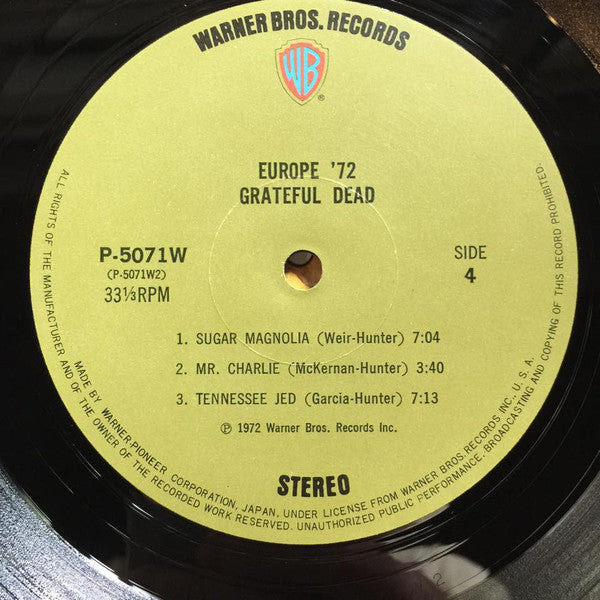 WARNER BROS. RECORDS
WB
®
EUROPE '72
GRATEFUL DEAD
P-5071W
(P-5071W2)
33⅓RPM
SIDE
4
1. SUGAR MAGNOLIA (Weir-Hunter) 7:04
2. MR. CHARLIE (McKernan-Hunter) 3:40
3. TENNESSEE JED (Garcia-Hunter) 7:13
℗ 1972 Warner Bros. Records Inc.
STEREO
MADE BY WARNER-PIONEER CORPORATION, JAPAN, UNDER LICENSE FROM WARNER BROS. RECORDS INC., U.S.A.
ALL RIGHTS OF THE MANUFACTURER AND OF THE OWNER OF THE RECORDED WORK RESERVED. UNAUTHORIZED PUBLIC PERFORMANCE, BROADCASTING AND COPYING OF THIS RECORD PROHIBITED.